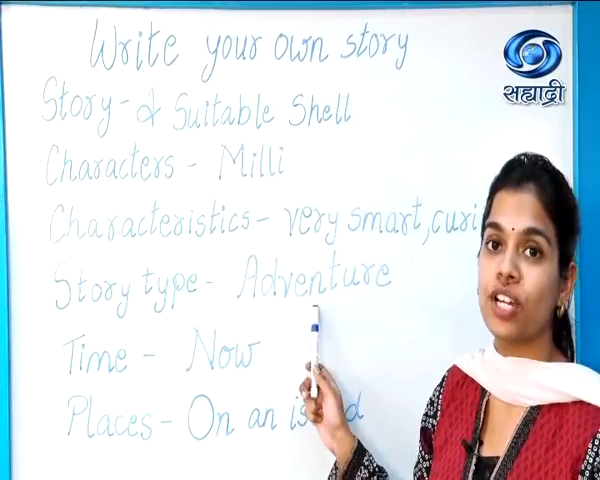 Write your own story
सह्याद्री
Story - A Suitable Shell
Characters - Milli
Characteristics - very smart, curi
Story type - Adventure
Time - Now
Places - On an